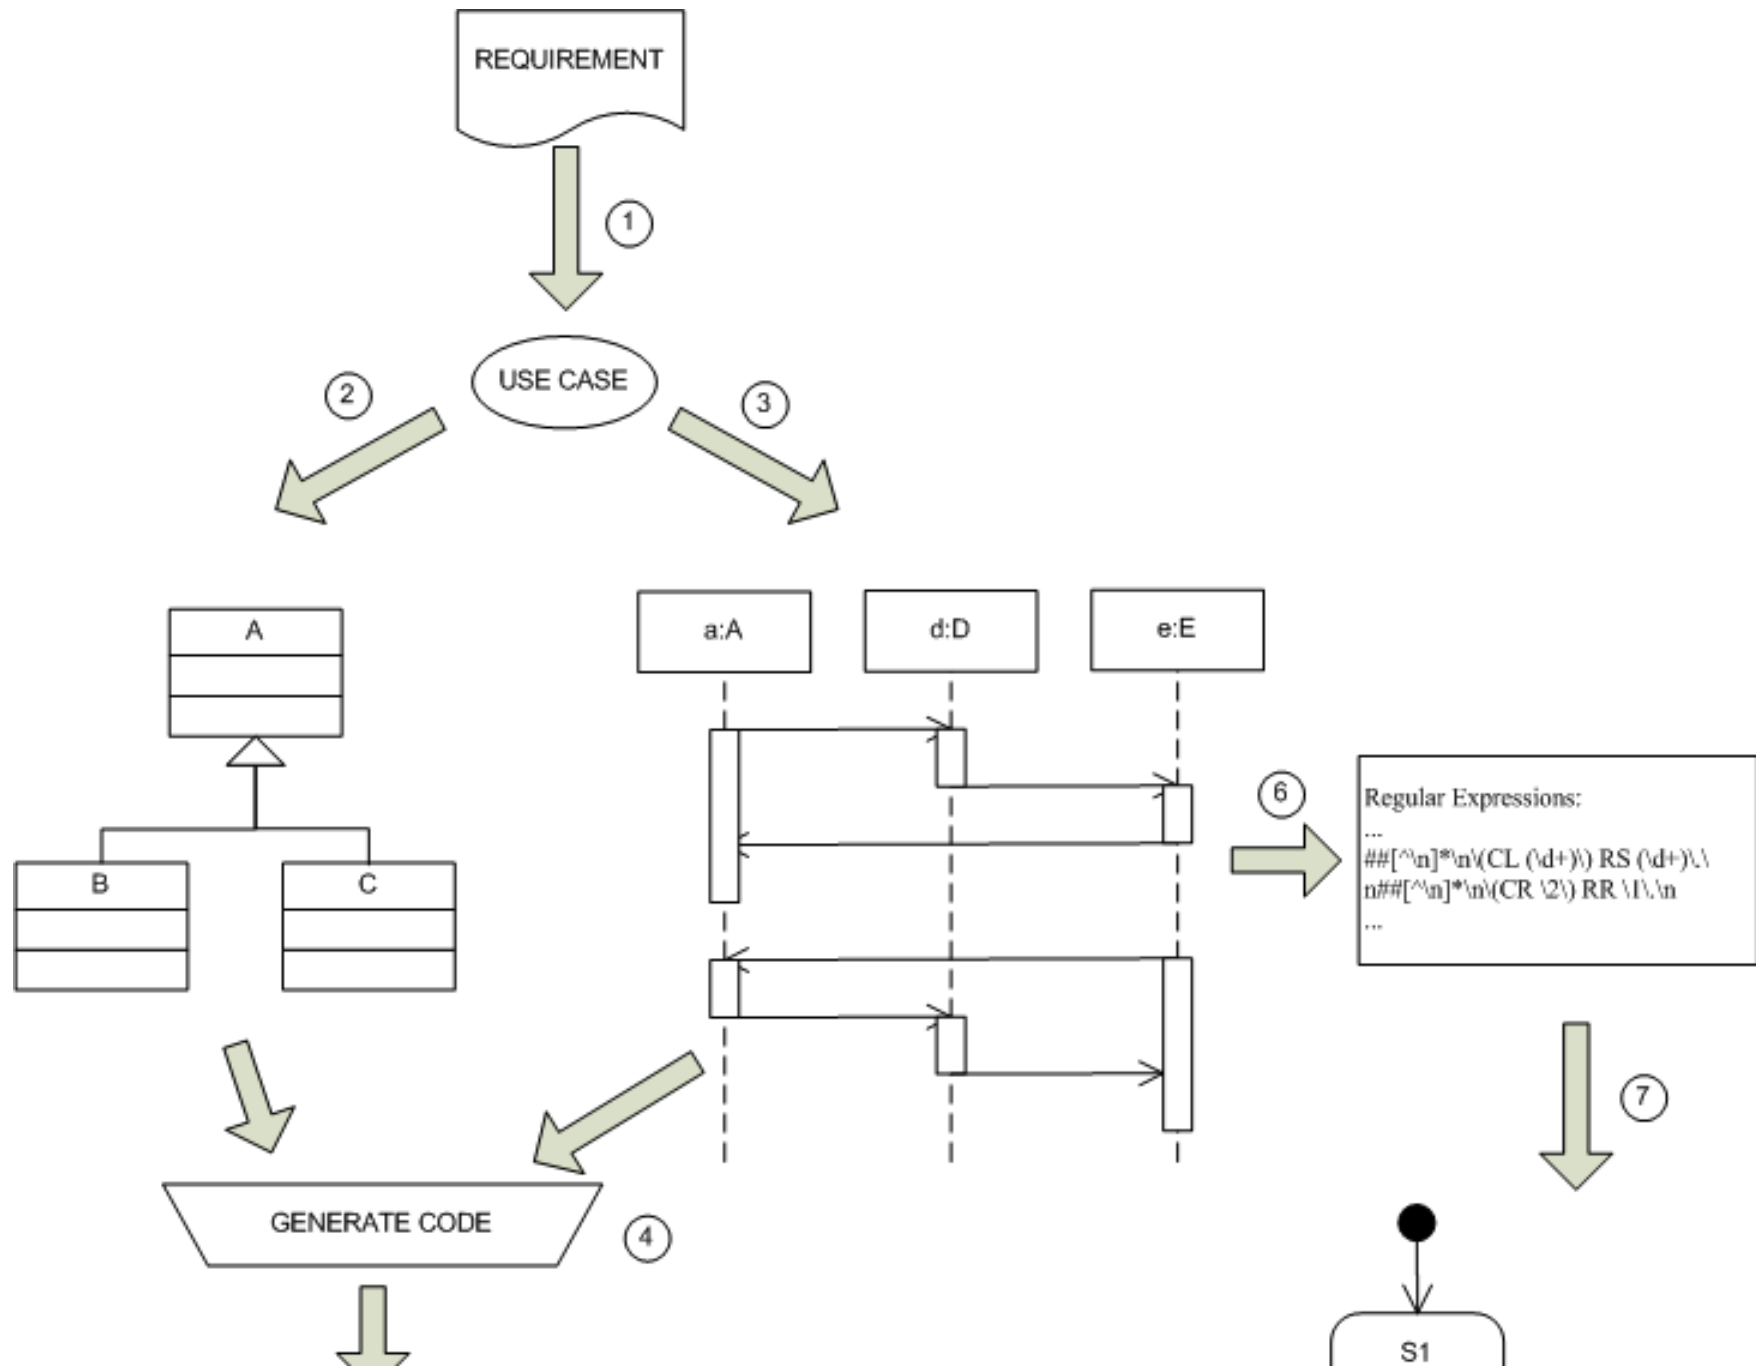 REQUIREMENT
1
USE CASE
2
3
A
B
C
a:A
d:D
e:E
6
Regular Expressions:
...
##[^\n]*\n\(CL (\d+)\) RS (\d+)\.\
n##[^\n]*\n\(CR \2\) RR \1\.\n
...
7
GENERATE CODE
4
S1